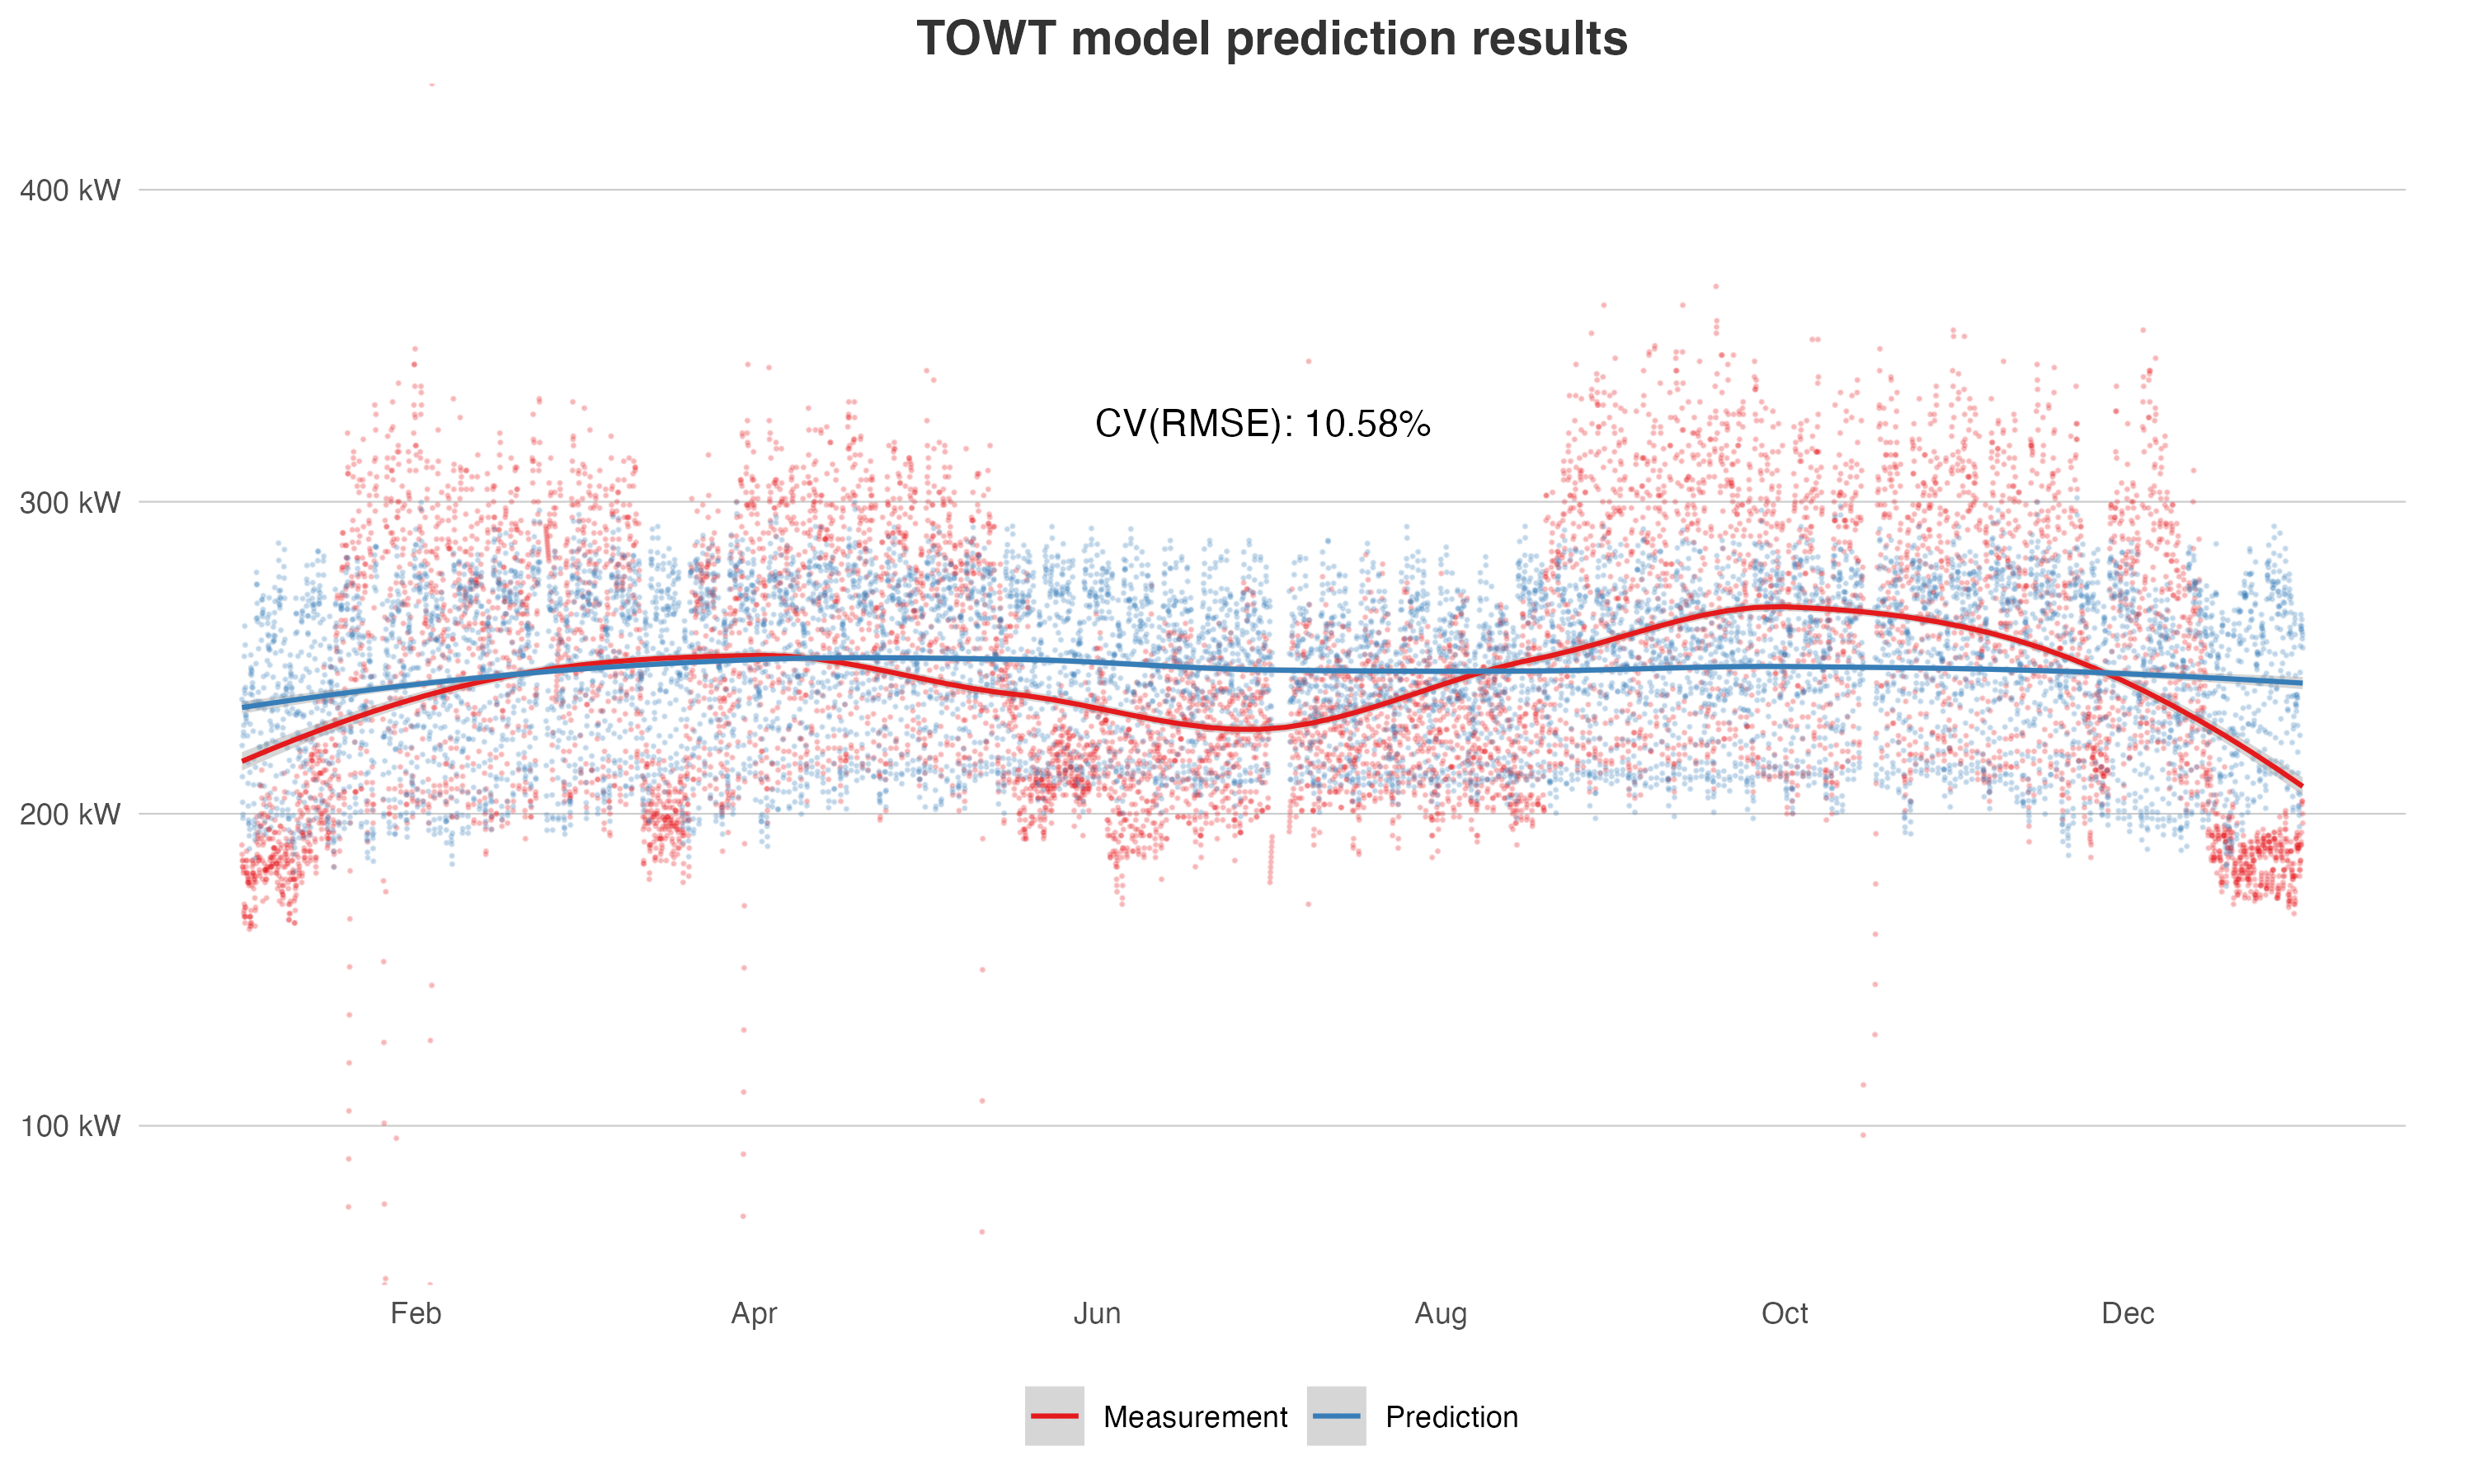 TOWT model prediction results
400 kW
CV(RMSE): 10.58%
300 kW
200 kW
100 kW
Feb Apr Jun Aug Oct Dec
Measurement Prediction